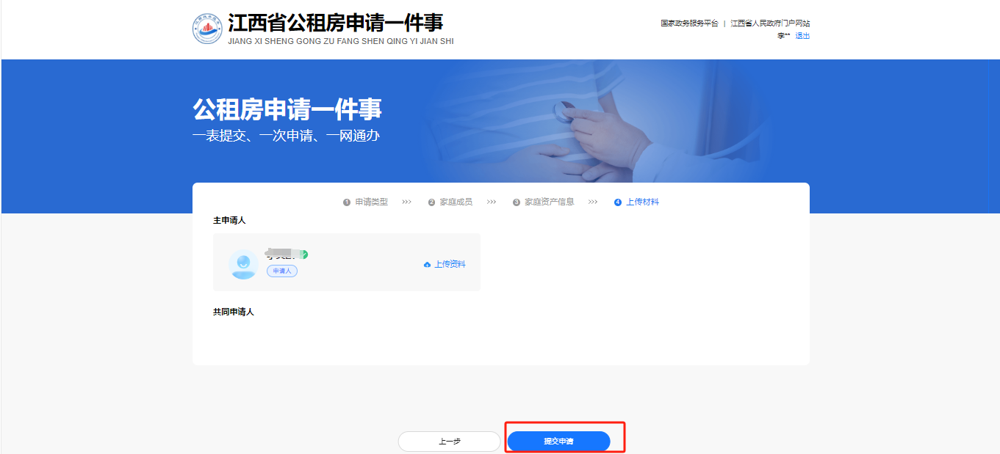 江西省公租房申请一件事
JIANG XI SHENG GONG ZU FANG SHEN QING YI JIAN SHI
国家政务服务平台 | 江西省人民政府门户网站
李** 退出
公租房申请一件事
一表提交、一次申请、一网通办
1 申请类型 >>> 2 家庭成员 >>> 3 家庭资产信息 >>> 4 上传材料
主申请人
申请人
上传资料
共同申请人
上一步
提交申请